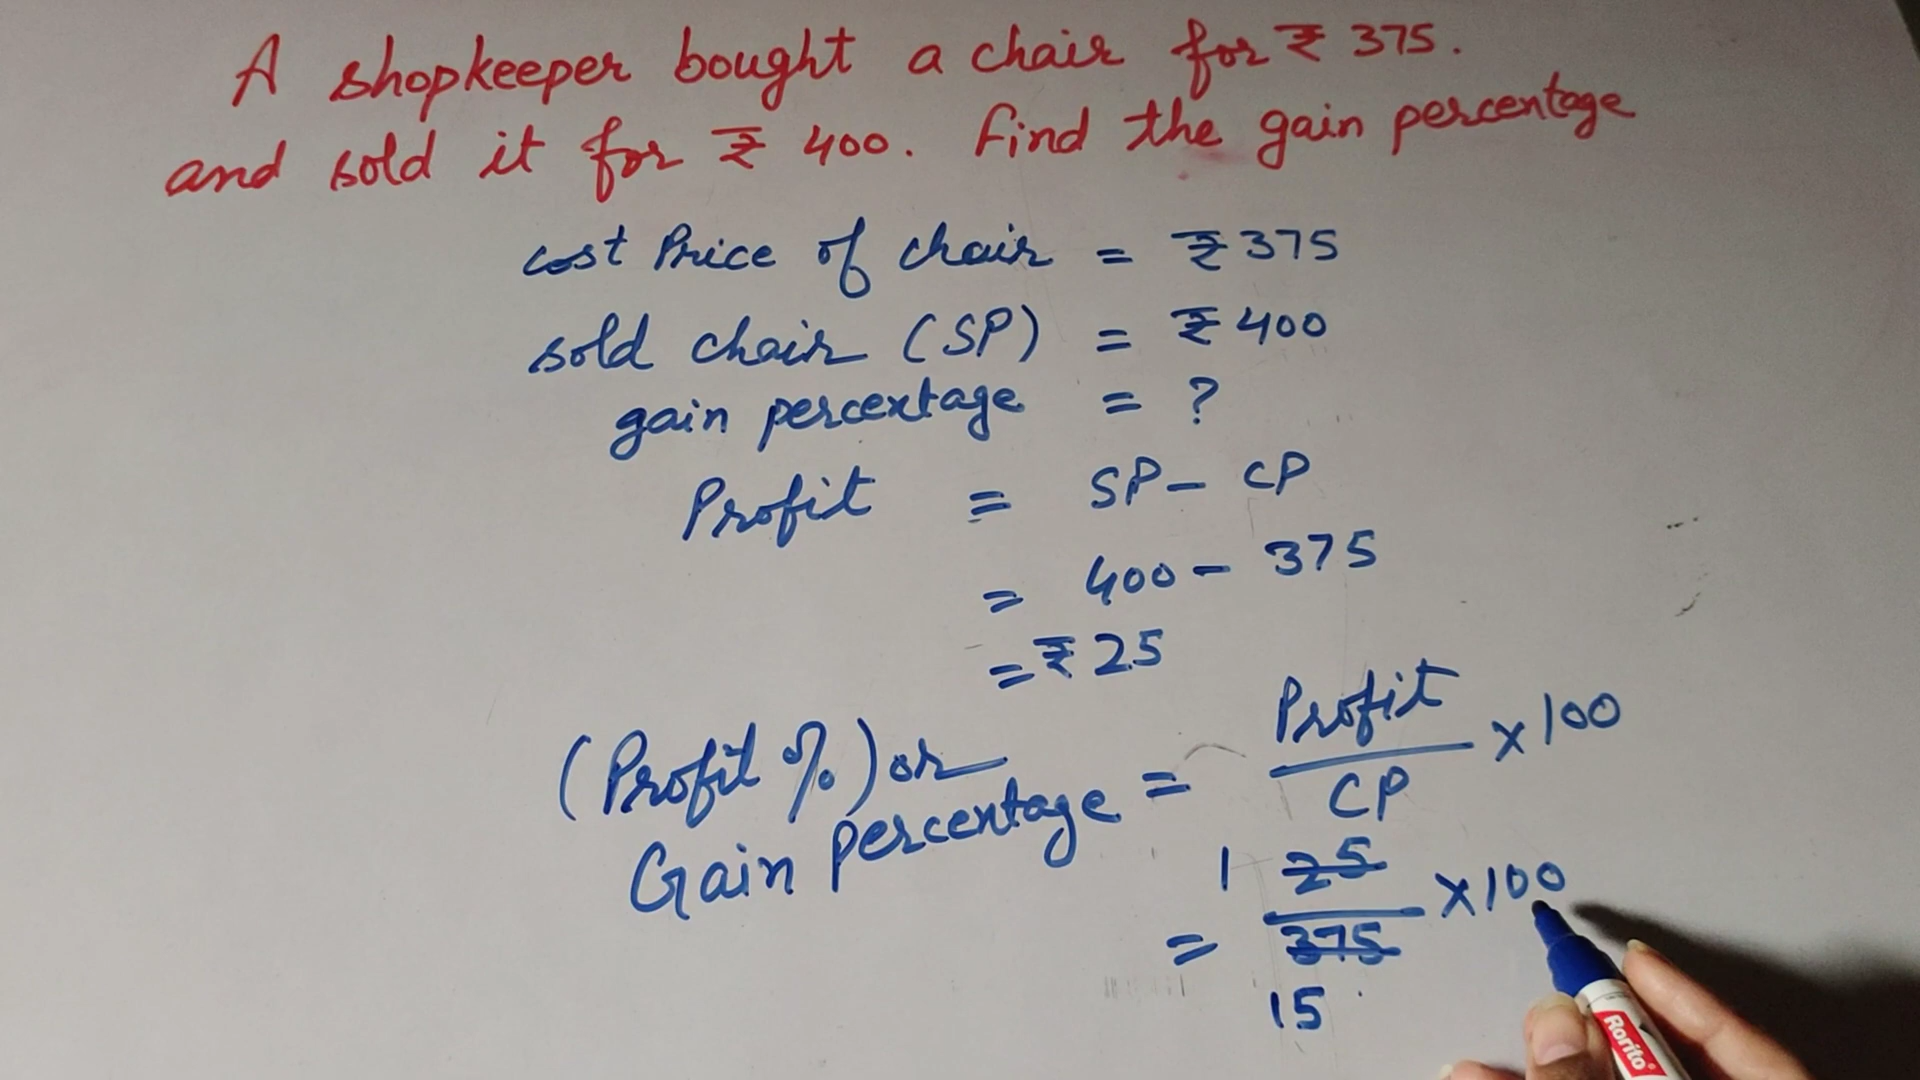 A shopkeeper bought a chair for ₹ 375.
and sold it for ₹ 400. Find the gain percentage
cost Price of chair = ₹ 375
sold chair (SP) = ₹ 400
gain percentage = ?
Profit = SP - CP
= 400 - 375
= ₹ 25
(Profit %) or
Gain percentage = Profit / CP × 100
= 1 25 / 375 × 100
15
Rorito